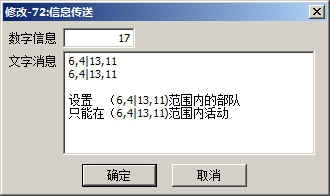 修改-72:信息传送
数字信息 17
文字消息 6,4|13,11
6,4|13,11
设置 （6,4|13,11)范围内的部队
只能在（6,4|13,11)范围内活动
确定 取消